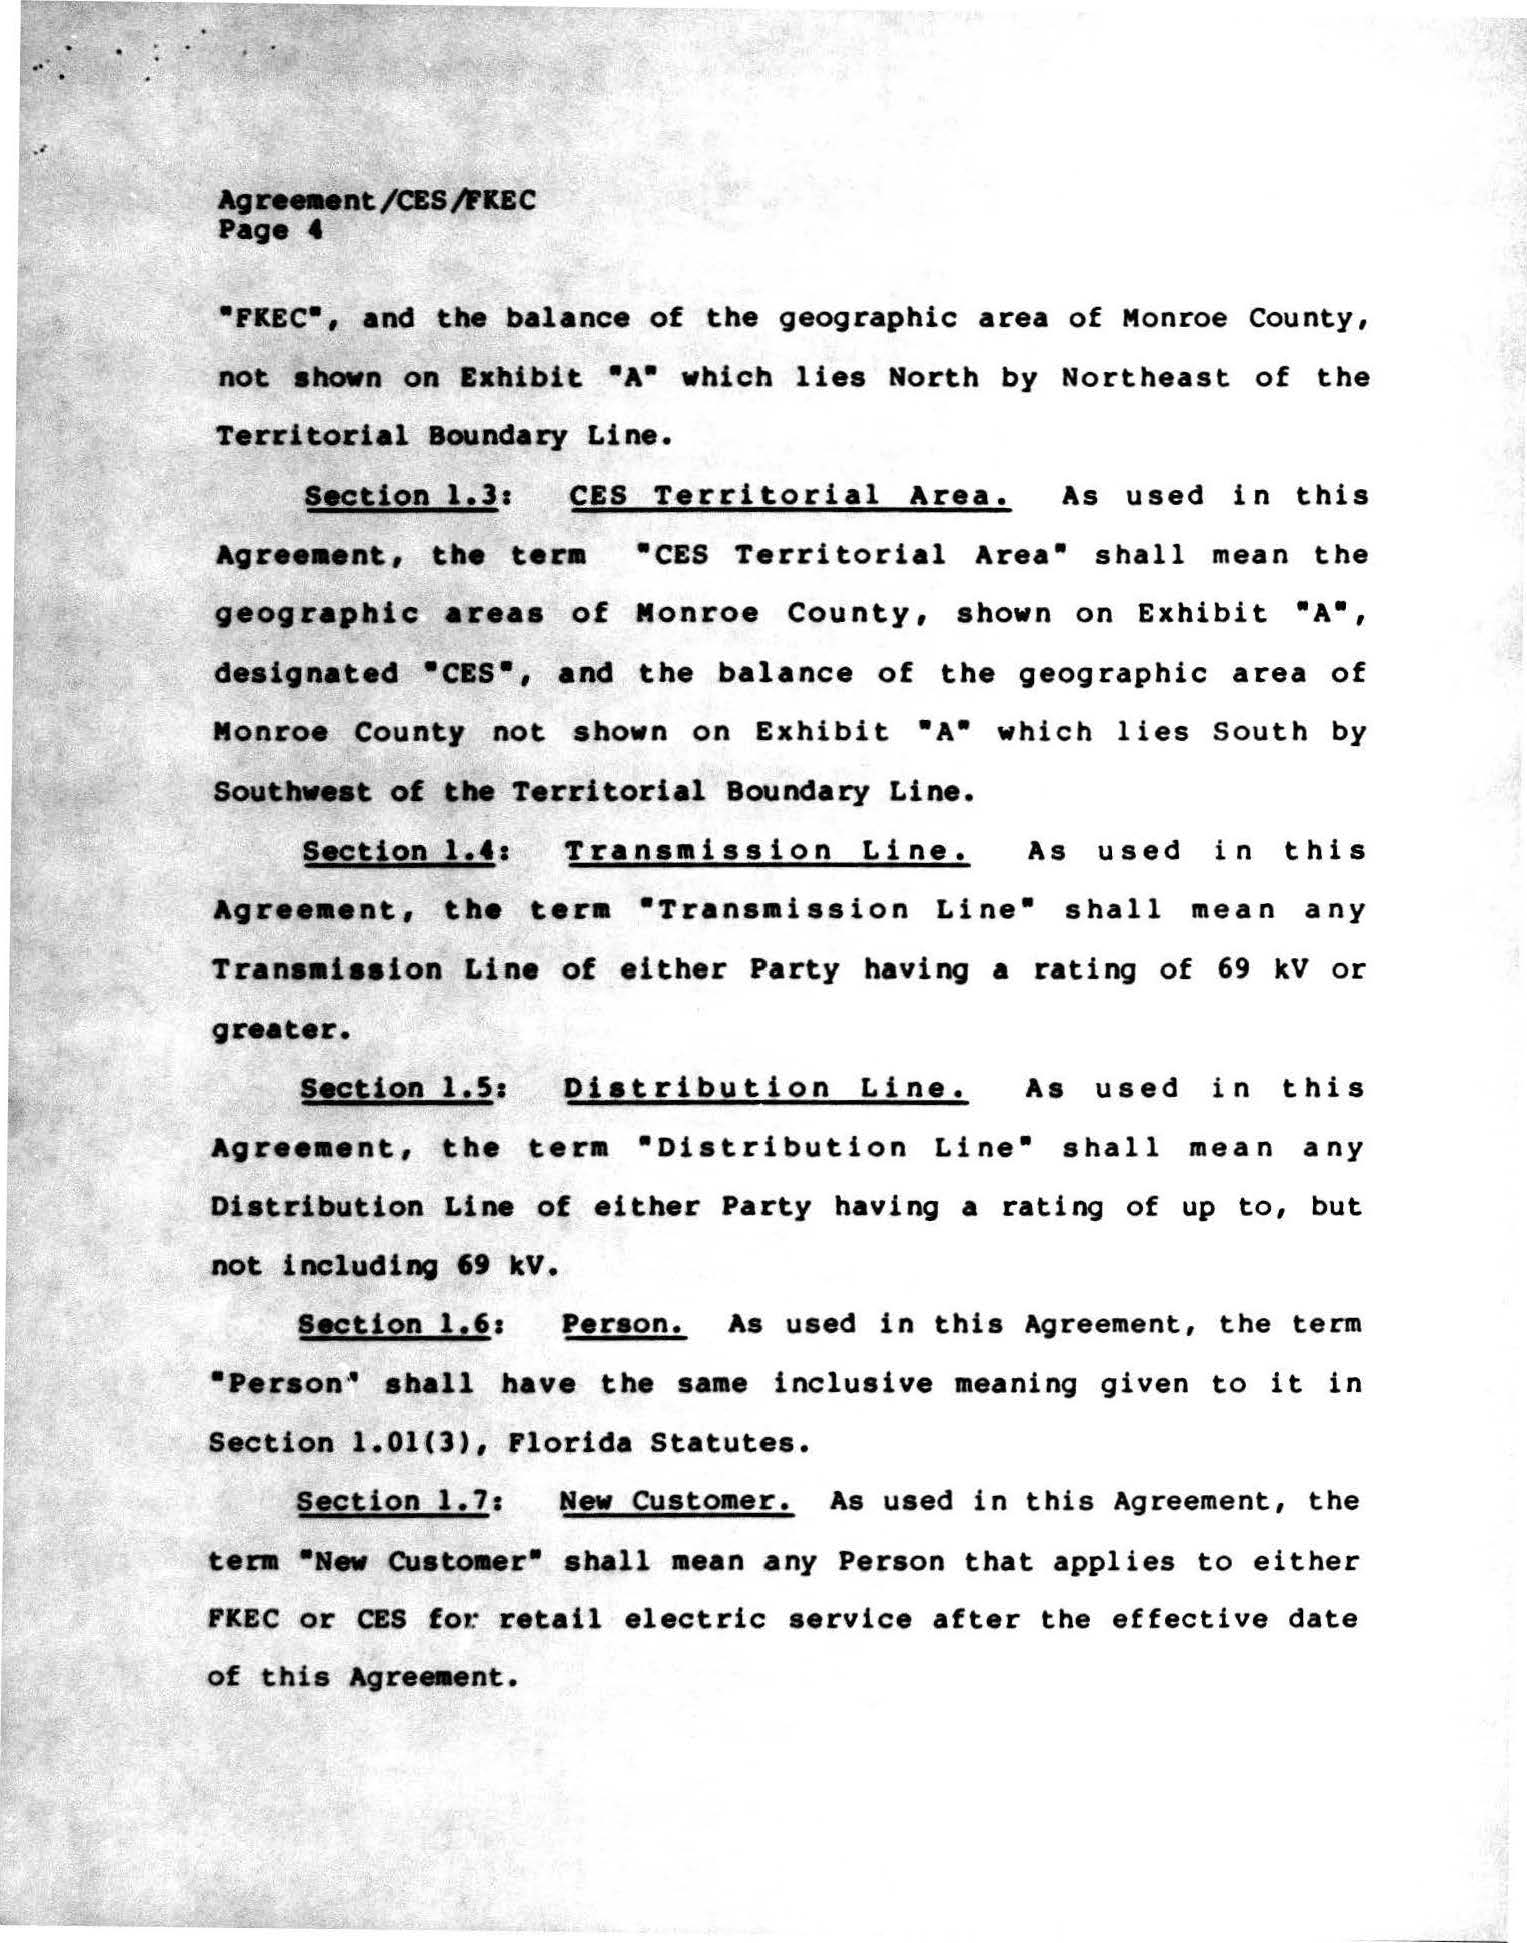 Agreement/CES/FKEC
Page 4
"FKEC", and the balance of the geographic area of Monroe County,
not shown on Exhibit "A" which lies North by Northeast of the
Territorial Boundary Line.
Section 1.3: CES Territorial Area. As used in this
Agreement, the term "CES Territorial Area" shall mean the
geographic areas of Monroe County, shown on Exhibit "A",
designated "CES", and the balance of the geographic area of
Monroe County not shown on Exhibit "A" which lies South by
Southwest of the Territorial Boundary Line.
Section 1.4: Transmission Line. As used in this
Agreement, the term "Transmission Line" shall mean any
Transmission Line of either Party having a rating of 69 kV or
greater.
Section 1.5: Distribution Line. As used in this
Agreement, the term "Distribution Line" shall mean any
Distribution Line of either Party having a rating of up to, but
not including 69 kV.
Section 1.6: Person. As used in this Agreement, the term
"Person" shall have the same inclusive meaning given to it in
Section 1.01(3), Florida Statutes.
Section 1.7: New Customer. As used in this Agreement, the
term "New Customer" shall mean any Person that applies to either
FKEC or CES for retail electric service after the effective date
of this Agreement.